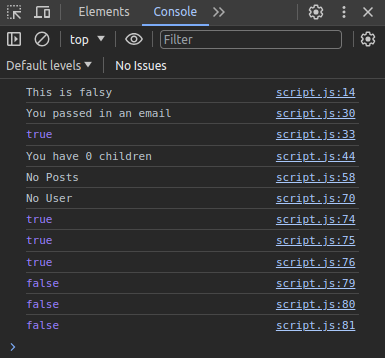 Elements Console
top Filter
Default levels No Issues
This is falsy script.js:14
You passed in an email script.js:30
true script.js:33
You have 0 children script.js:44
No Posts script.js:58
No User script.js:70
true script.js:74
true script.js:75
true script.js:76
false script.js:79
false script.js:80
false script.js:81